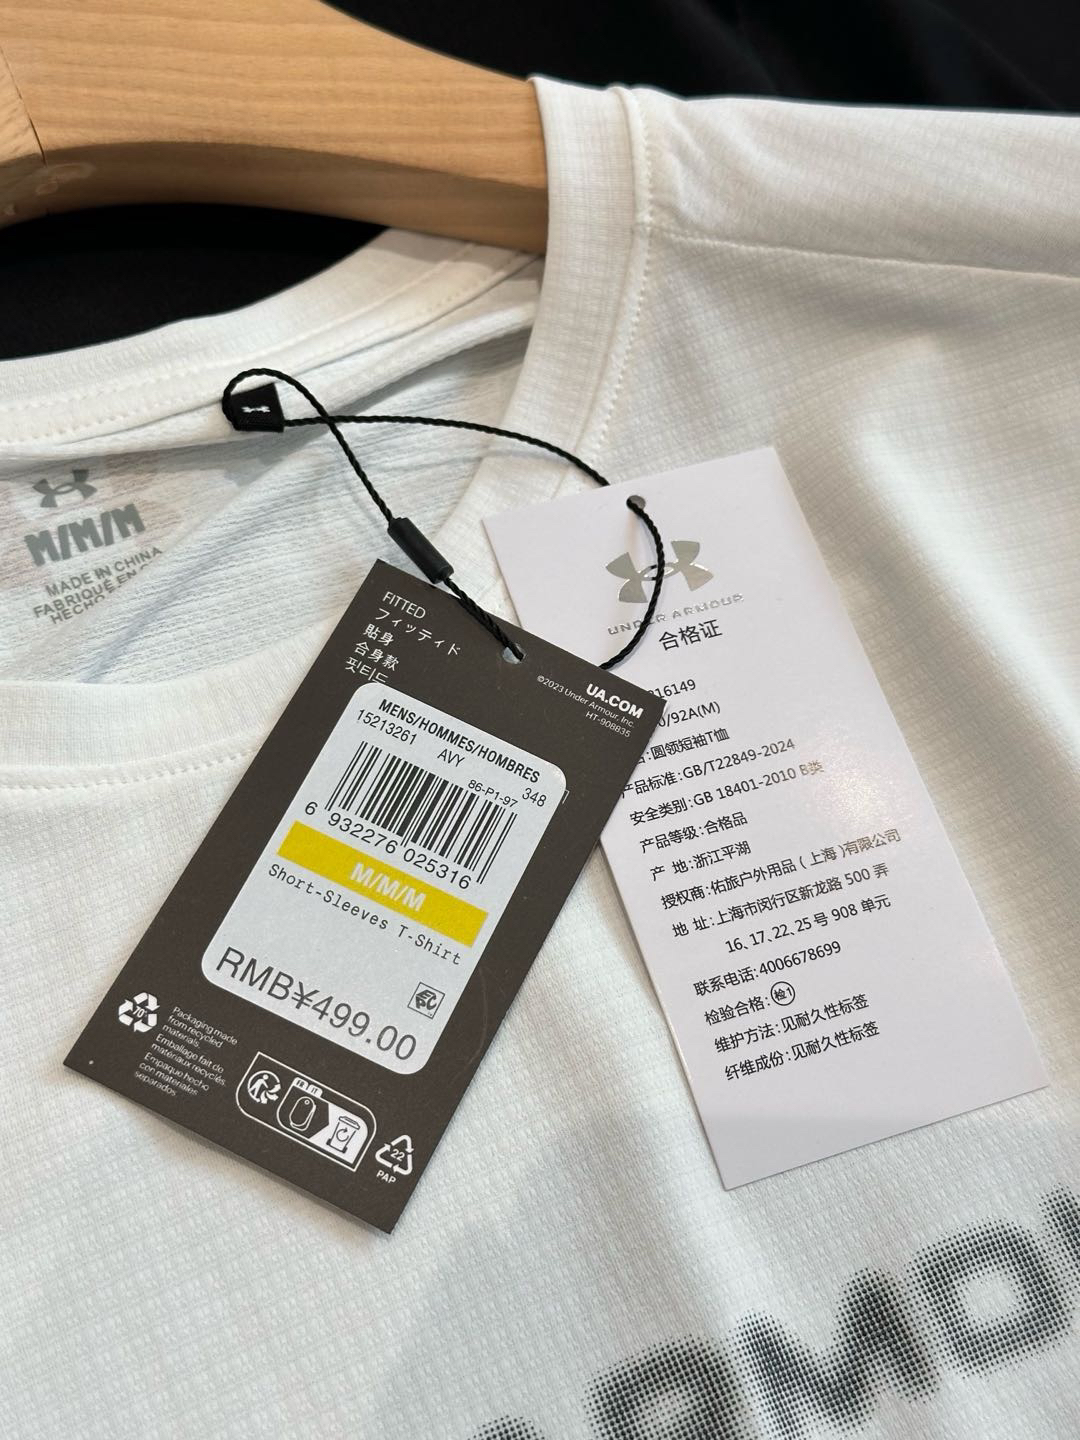 M/M/M
MADE IN CHINA
FABRIQUÉ EN
HECHO
FITTED
フィッティド
貼身
合身款
핏티드
UA.COM
©2023 Under Armour, Inc.
HT-908835
MENS/HOMMES/HOMBRES
15213261 AVY
86-P1-97 348
6 932276 025316
M/M/M
Short-Sleeves T-Shirt
RMB¥499.00
70
Packaging made
from recycled
materials.
Emballage fait de
matériaux recyclés.
Empaque hecho
con materiales
separados.
FR IT
22
PAP
UNDER ARMOUR
合格证
816149
/92A(M)
:圆领短袖T恤
产品标准:GB/T22849-2024
安全类别:GB 18401-2010 B类
产品等级:合格品
产 地:浙江平湖
授权商:佑旅户外用品(上海)有限公司
地 址:上海市闵行区新龙路500弄
16、17、22、25号908单元
联系电话:4006678699
检验合格:检1
维护方法:见耐久性标签
纤维成份:见耐久性标签